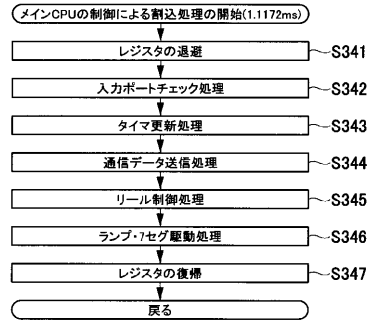 メインCPUの制御による割込処理の開始(1.1172ms)
レジスタの退避 S341
入力ポートチェック処理 S342
タイマ更新処理 S343
通信データ送信処理 S344
リール制御処理 S345
ランプ・7セグ駆動処理 S346
レジスタの復帰 S347
戻る